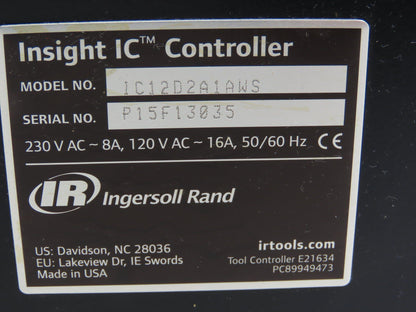 Insight IC™ Controller
MODEL NO. IC12D2A1AWS
SERIAL NO. P15F13035
230 V AC ~ 8A, 120 V AC ~ 16A, 50/60 Hz CE
IR Ingersoll Rand
US: Davidson, NC 28036
EU: Lakeview Dr, IE Swords
Made in USA
irtools.com
Tool Controller E21634
PC89949473